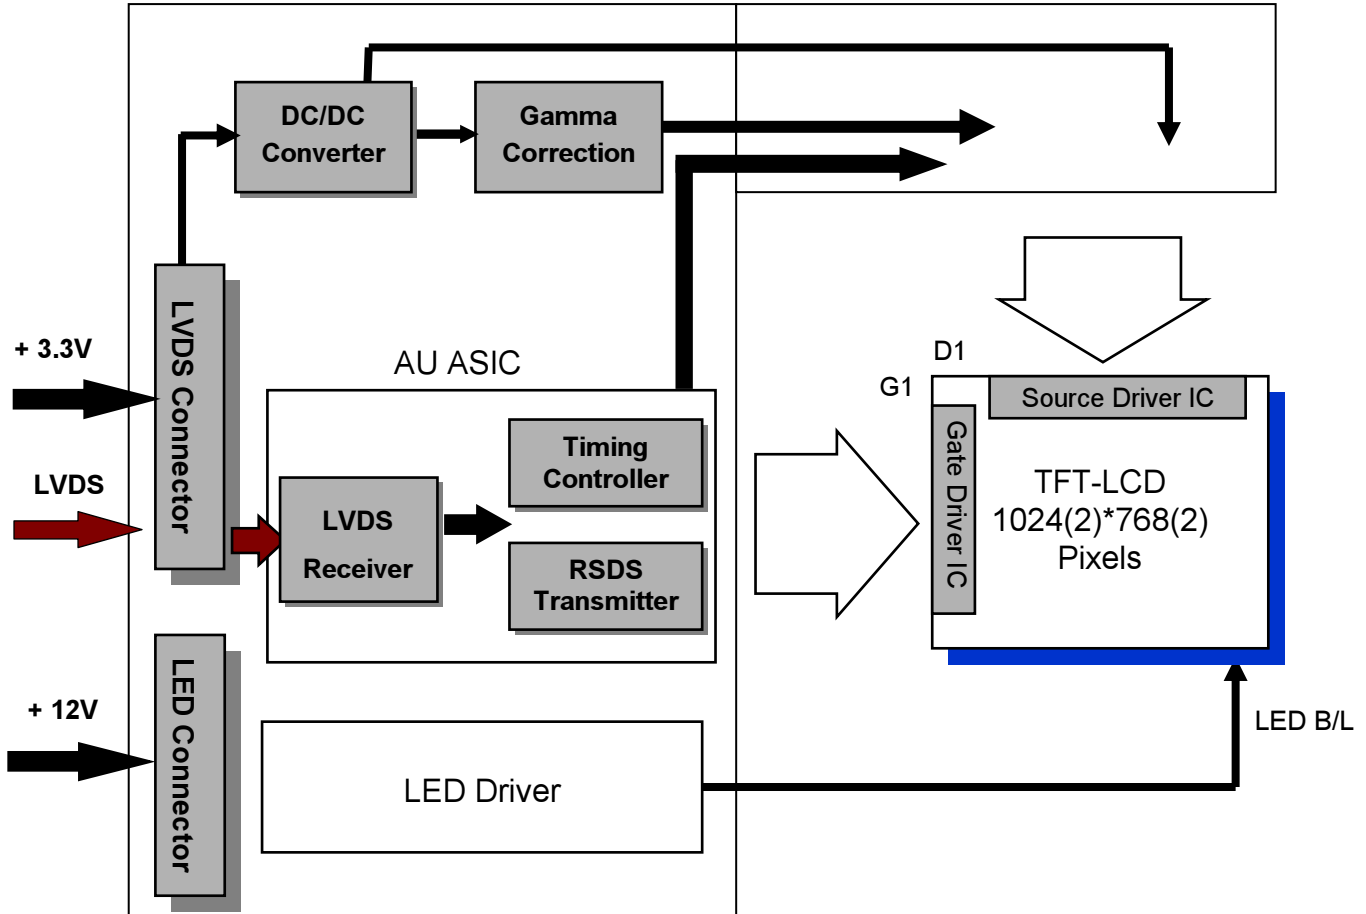 DC/DC
Converter
Gamma
Correction
LVDS Connector
+ 3.3V
LVDS
AU ASIC
Timing
Controller
LVDS
Receiver
RSDS
Transmitter
D1
G1
Source Driver IC
Gate Driver IC
TFT-LCD
1024(2)*768(2)
Pixels
+ 12V
LED Connector
LED Driver
LED B/L